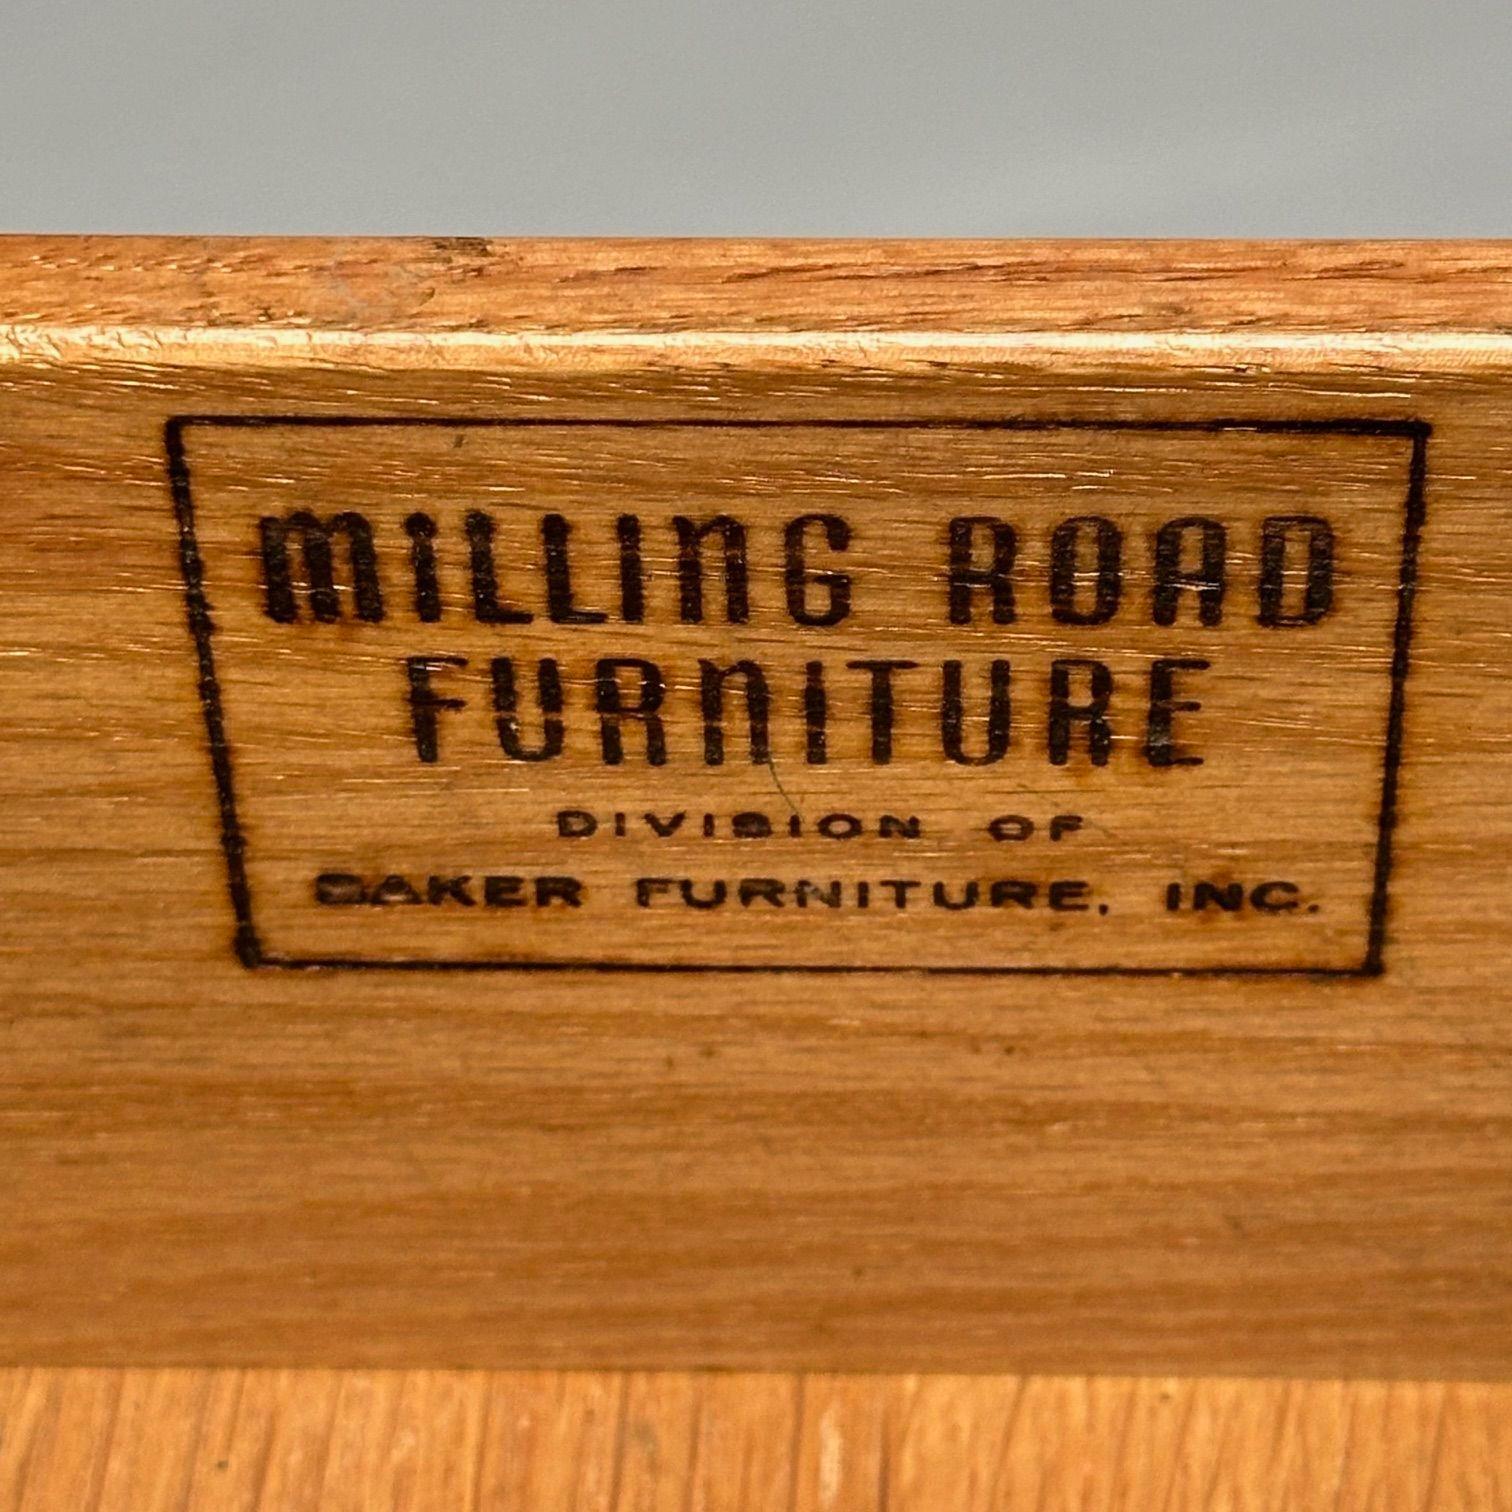 MILLING ROAD
FURNITURE
DIVISION OF
BAKER FURNITURE, INC.